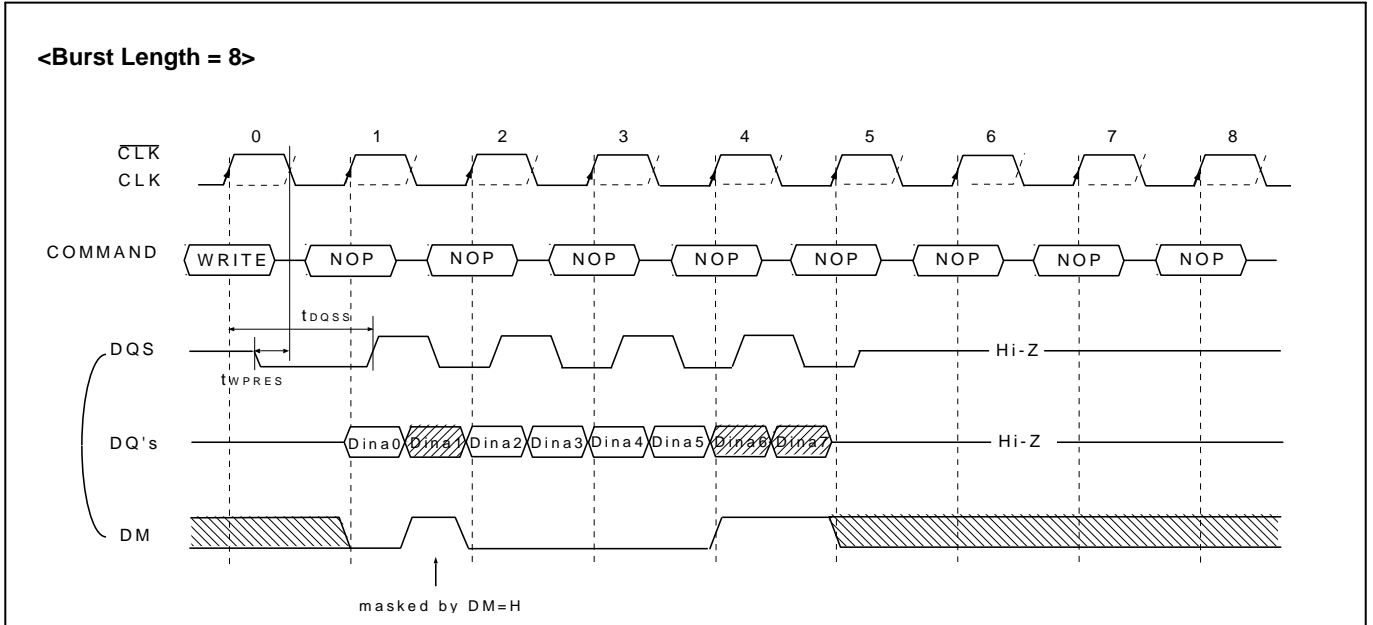 <Burst Length = 8>
0 1 2 3 4 5 6 7 8
CLK
CLK
COMMAND WRITE NOP NOP NOP NOP NOP NOP NOP NOP
tDQSS
DQS Hi-Z
tWPRES
DQ's Dina0 Dina1 Dina2 Dina3 Dina4 Dina5 Dina6 Dina7 Hi-Z
DM
masked by DM=H